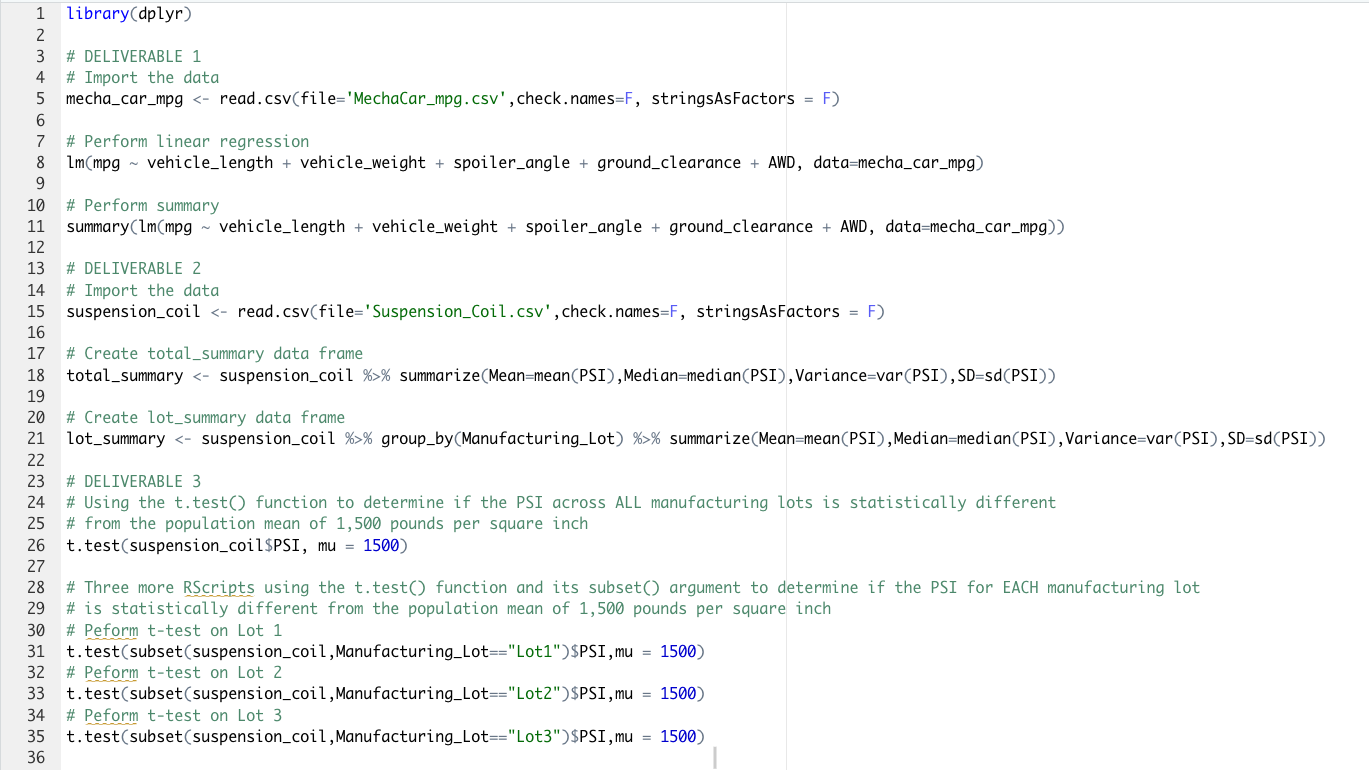 1 library(dplyr)
2
3 # DELIVERABLE 1
4 # Import the data
5 mecha_car_mpg <- read.csv(file='MechaCar_mpg.csv',check.names=F, stringsAsFactors = F)
6
7 # Perform linear regression
8 lm(mpg ~ vehicle_length + vehicle_weight + spoiler_angle + ground_clearance + AWD, data=mecha_car_mpg)
9
10 # Perform summary
11 summary(lm(mpg ~ vehicle_length + vehicle_weight + spoiler_angle + ground_clearance + AWD, data=mecha_car_mpg))
12
13 # DELIVERABLE 2
14 # Import the data
15 suspension_coil <- read.csv(file='Suspension_Coil.csv',check.names=F, stringsAsFactors = F)
16
17 # Create total_summary data frame
18 total_summary <- suspension_coil %>% summarize(Mean=mean(PSI),Median=median(PSI),Variance=var(PSI),SD=sd(PSI))
19
20 # Create lot_summary data frame
21 lot_summary <- suspension_coil %>% group_by(Manufacturing_Lot) %>% summarize(Mean=mean(PSI),Median=median(PSI),Variance=var(PSI),SD=sd(PSI))
22
23 # DELIVERABLE 3
24 # Using the t.test() function to determine if the PSI across ALL manufacturing lots is statistically different
25 # from the population mean of 1,500 pounds per square inch
26 t.test(suspension_coil$PSI, mu = 1500)
27
28 # Three more RScripts using the t.test() function and its subset() argument to determine if the PSI for EACH manufacturing lot
29 # is statistically different from the population mean of 1,500 pounds per square inch
30 # Peform t-test on Lot 1
31 t.test(subset(suspension_coil,Manufacturing_Lot=="Lot1")$PSI,mu = 1500)
32 # Peform t-test on Lot 2
33 t.test(subset(suspension_coil,Manufacturing_Lot=="Lot2")$PSI,mu = 1500)
34 # Peform t-test on Lot 3
35 t.test(subset(suspension_coil,Manufacturing_Lot=="Lot3")$PSI,mu = 1500)
36